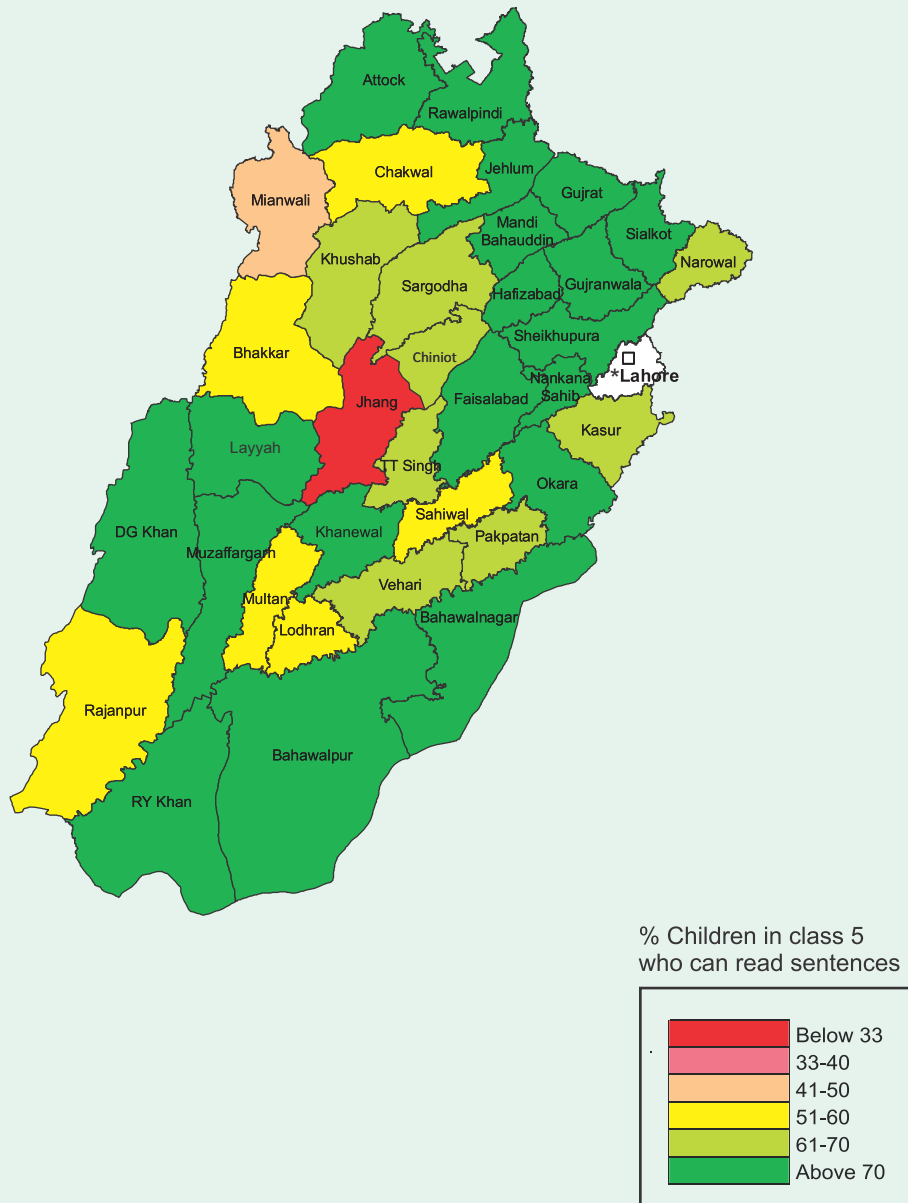 Attock
Rawalpindi
Chakwal
Jehlum
Mianwali
Gujrat
Mandi
Bahauddin
Sialkot
Khushab
Narowal
Sargodha
Hafizabad
Gujranwala
Sheikhupura
Bhakkar
Chiniot
*Lahore
Nankana
Sahib
Jhang
Faisalabad
Kasur
Layyah
TT Singh
Okara
Sahiwal
DG Khan
Khanewal
Pakpatan
Muzaffargarh
Vehari
Multan
Bahawalnagar
Lodhran
Rajanpur
Bahawalpur
RY Khan
% Children in class 5
who can read sentences
Below 33
33-40
41-50
51-60
61-70
Above 70